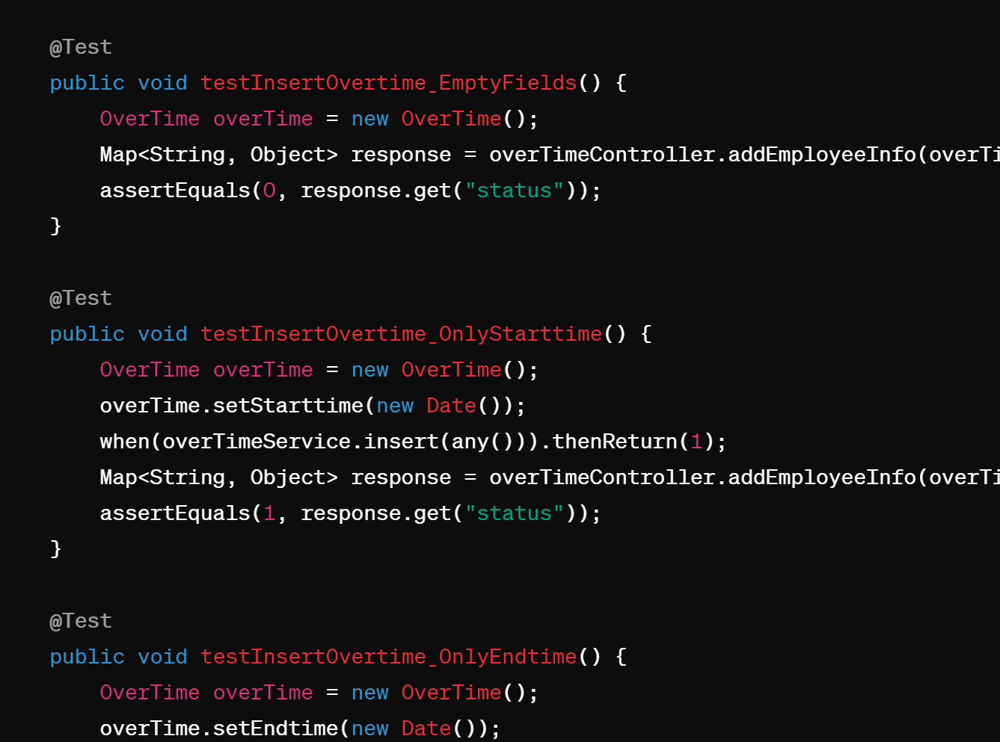 @Test
public void testInsertOvertime_EmptyFields() {
OverTime overTime = new OverTime();
Map<String, Object> response = overTimeController.addEmployeeInfo(overTi
assertEquals(0, response.get("status"));
}
@Test
public void testInsertOvertime_OnlyStarttime() {
OverTime overTime = new OverTime();
overTime.setStarttime(new Date());
when(overTimeService.insert(any())).thenReturn(1);
Map<String, Object> response = overTimeController.addEmployeeInfo(overTi
assertEquals(1, response.get("status"));
}
@Test
public void testInsertOvertime_OnlyEndtime() {
OverTime overTime = new OverTime();
overTime.setEndtime(new Date());